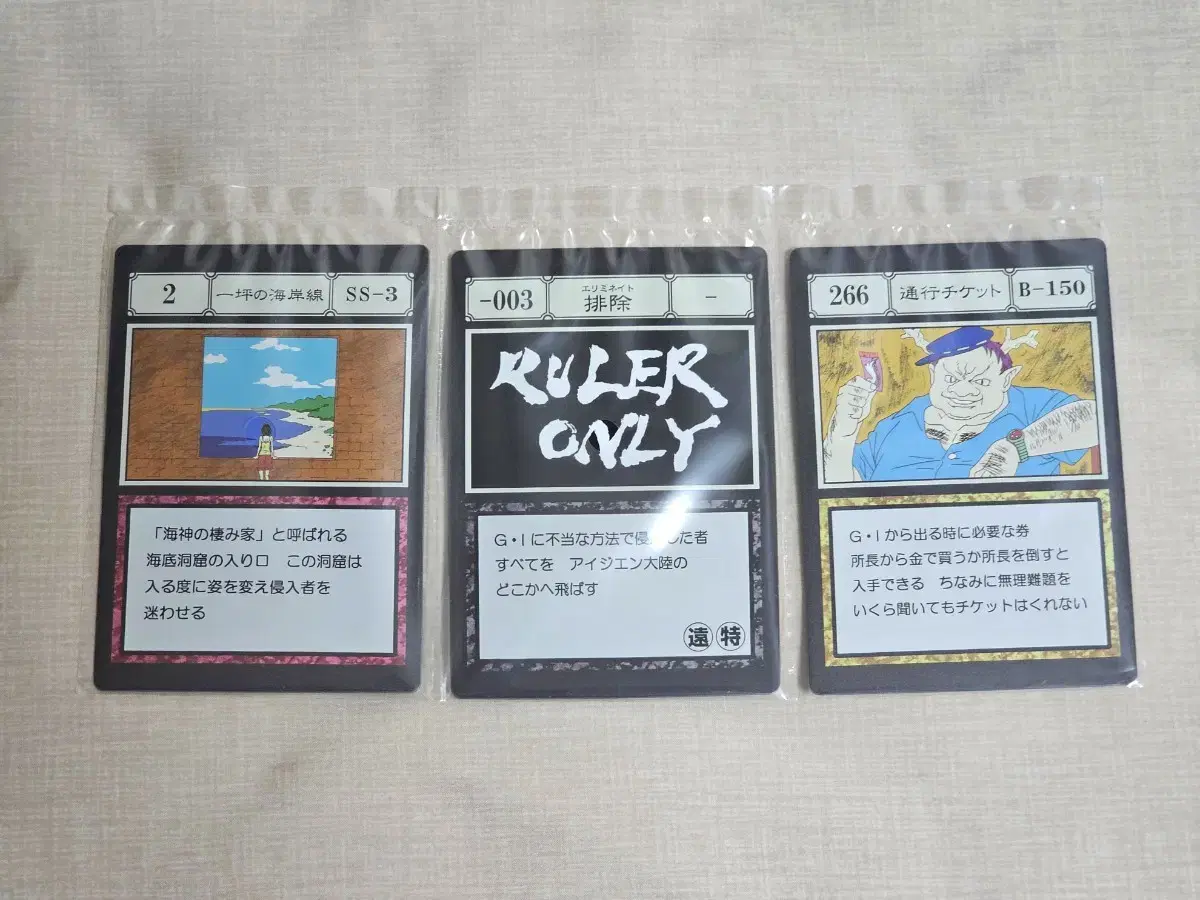 2
一坪の海岸線
SS-3
「海神の棲み家」と呼ばれる
海底洞窟の入り口 この洞窟は
入る度に姿を変え侵入者を
迷わせる
-003
エリミネイト
排除
-
RULER
ONLY
G・Iに不当な方法で侵 した者
すべてを アイジエン大陸の
どこかへ飛ばす
遠 特
266
通行チケット
B-150
G・Iから出る時に必要な券
所長から金で買うか所長を倒すと
入手できる ちなみに無理難題を
いくら聞いてもチケットはくれない